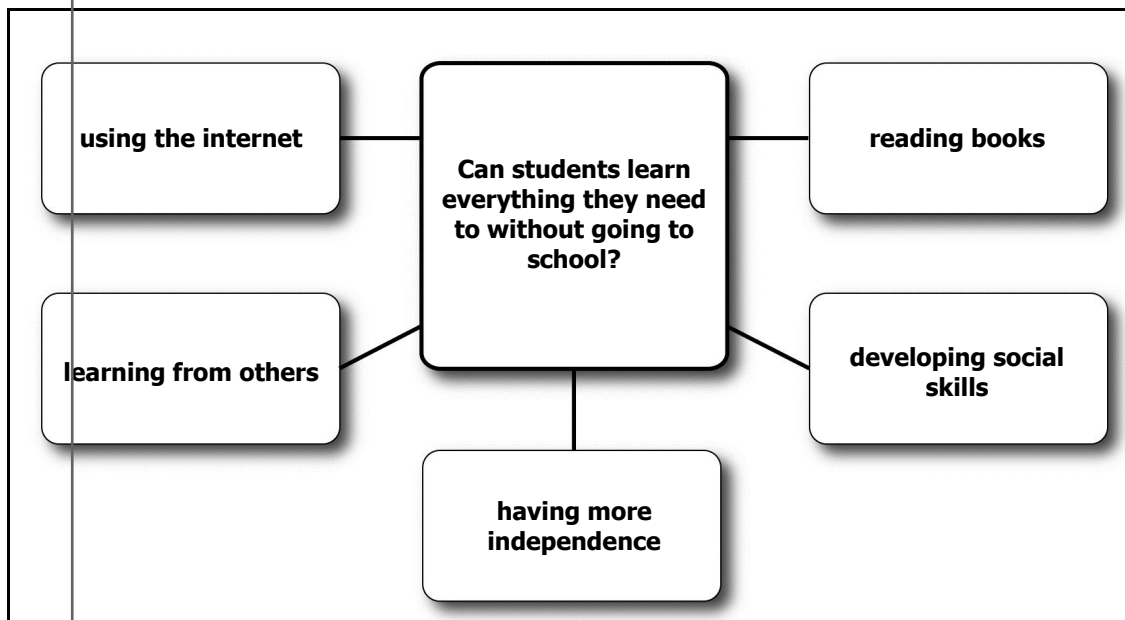 using the internet
Can students learn
everything they need
to without going to
school?
reading books
learning from others
developing social
skills
having more
independence